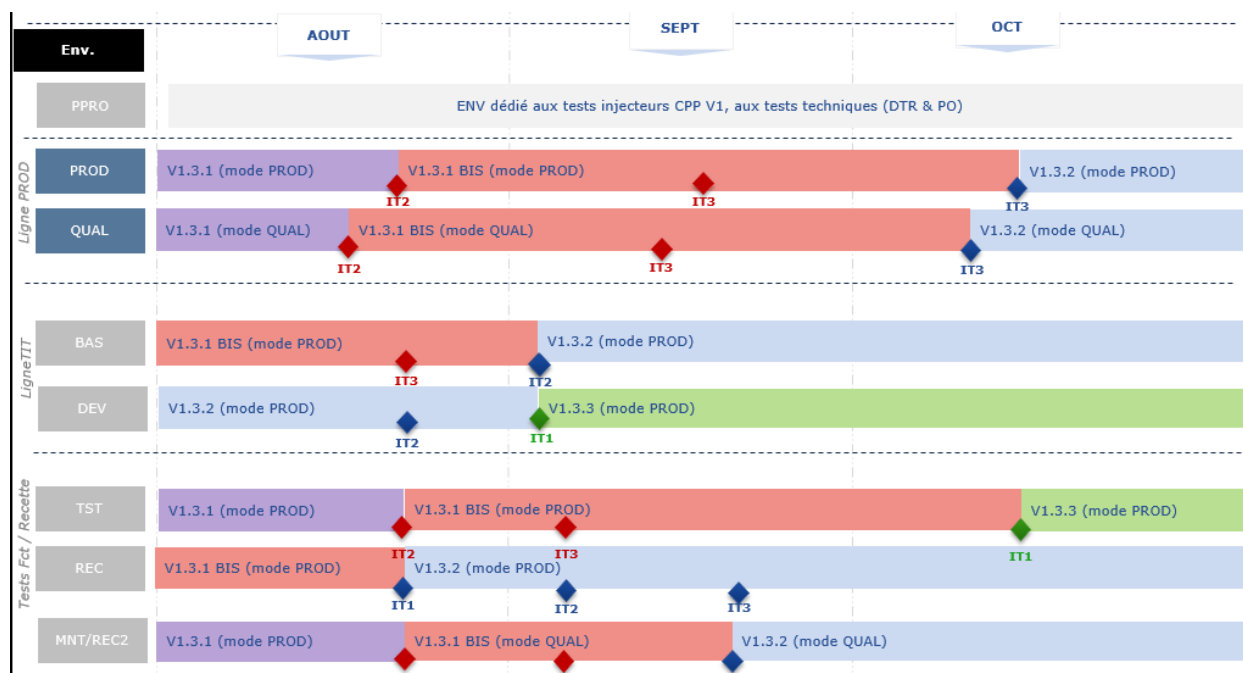 AOUT
SEPT
OCT
Env.
PPRO
ENV dédié aux tests injecteurs CPP V1, aux tests techniques (DTR & PO)
Ligne PROD
PROD
V1.3.1 (mode PROD)
V1.3.1 BIS (mode PROD)
V1.3.2 (mode PROD)
IT2
IT3
IT3
QUAL
V1.3.1 (mode QUAL)
V1.3.1 BIS (mode QUAL)
V1.3.2 (mode QUAL)
IT2
IT3
IT3
LigneTIT
BAS
V1.3.1 BIS (mode PROD)
V1.3.2 (mode PROD)
IT3
IT2
DEV
V1.3.2 (mode PROD)
V1.3.3 (mode PROD)
IT2
IT1
Tests Fct / Recette
TST
V1.3.1 (mode PROD)
V1.3.1 BIS (mode PROD)
V1.3.3 (mode PROD)
IT2
IT3
IT1
REC
V1.3.1 BIS (mode PROD)
V1.3.2 (mode PROD)
IT1
IT2
IT3
MNT/REC2
V1.3.1 (mode PROD)
V1.3.1 BIS (mode QUAL)
V1.3.2 (mode QUAL)